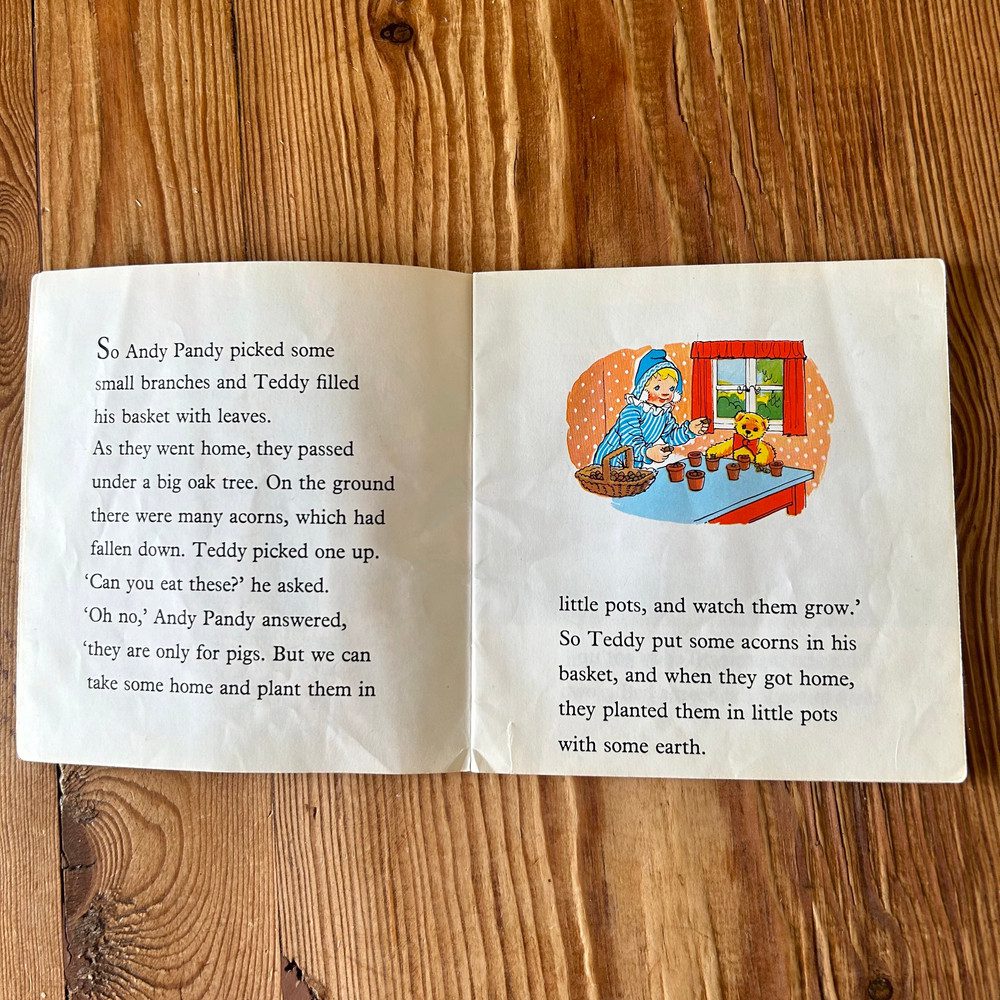 So Andy Pandy picked some
small branches and Teddy filled
his basket with leaves.
As they went home, they passed
under a big oak tree. On the ground
there were many acorns, which had
fallen down. Teddy picked one up.
‘Can you eat these?’ he asked.
‘Oh no,’ Andy Pandy answered,
‘they are only for pigs. But we can
take some home and plant them in
little pots, and watch them grow.’
So Teddy put some acorns in his
basket, and when they got home,
they planted them in little pots
with some earth.